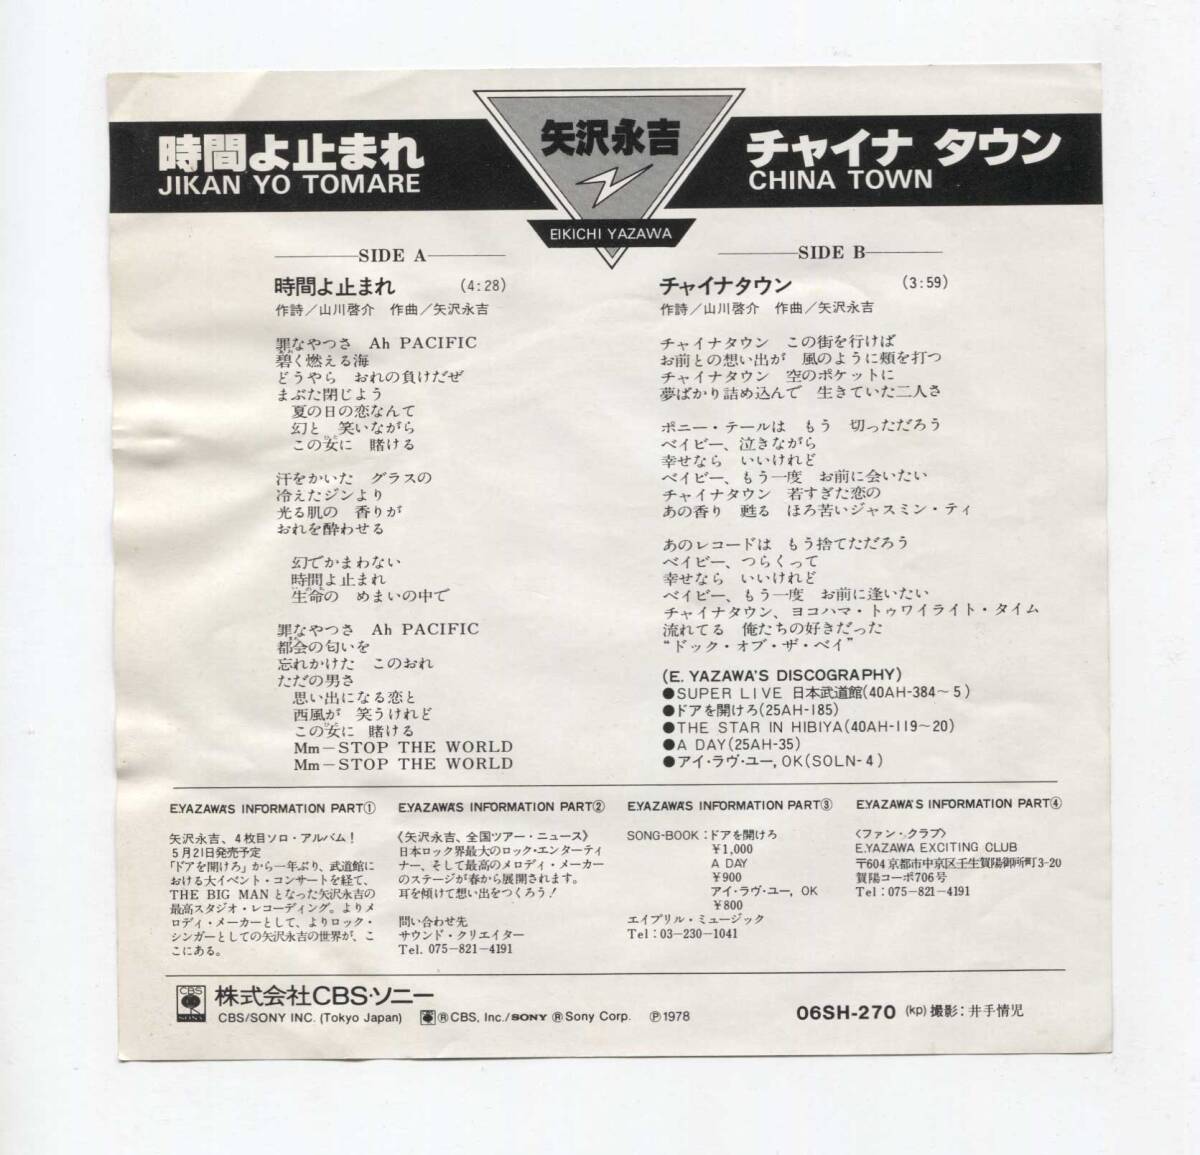 時間よ止まれ
JIKAN YO TOMARE
矢沢永吉
EIKICHI YAZAWA
チャイナ タウン
CHINA TOWN
SIDE A
時間よ止まれ (4:28)
作詩/山川啓介 作曲/矢沢永吉
罪なやつさ Ah PACIFIC
碧く燃える海
どうやら おれの負けだぜ
まぶた閉じよう
夏の日の恋なんて
幻と 笑いながら
この女に 賭ける
汗をかいた グラスの
冷えたジンより
光る肌の 香りが
おれを酔わせる
幻でかまわない
時間よ止まれ
生命の めまいの中で
罪なやつさ Ah PACIFIC
都会の匂いを
忘れかけた このおれ
ただの男さ
思い出になる恋と
西風が 笑うけれど
この女に 賭ける
Mm−STOP THE WORLD
Mm−STOP THE WORLD
SIDE B
チャイナタウン (3:59)
作詩/山川啓介 作曲/矢沢永吉
チャイナタウン この街を行けば
お前との想い出が 風のように頬を打つ
チャイナタウン 空のポケットに
夢ばかり詰め込んで 生きていた二人さ
ポニー・テールは もう 切っただろう
ベイビー、泣きながら
幸せなら いいけれど
ベイビー、もう一度 お前に会いたい
チャイナタウン 若すぎた恋の
あの香り 甦る ほろ苦いジャスミン・ティ
あのレコードは もう捨てただろう
ベイビー、つらくって
幸せなら いいけれど
ベイビー、もう一度 お前に逢いたい
チャイナタウン、ヨコハマ・トゥワイライト・タイム
流れてる 俺たちの好きだった
“ドック・オブ・ザ・ベイ”
(E. YAZAWA'S DISCOGRAPHY)
●SUPER LIVE 日本武道館(40AH-384〜5)
●ドアを開けろ(25AH-185)
●THE STAR IN HIBIYA(40AH-119〜20)
●A DAY(25AH-35)
●アイ・ラヴ・ユー, OK(SOLN-4)
E.YAZAWA'S INFORMATION PART①
矢沢永吉、4枚目ソロ・アルバム!
5月21日発売予定
「ドアを開けろ」から一年ぶり、武道館に
おける大イベント・コンサートを経て、
THE BIG MANとなった矢沢永吉の
最高スタジオ・レコーディング。よりメ
ロディ・メーカーとして、よりロック・
シンガーとしての矢沢永吉の世界が、こ
こにある。
E.YAZAWA'S INFORMATION PART②
《矢沢永吉、全国ツアー・ニュース》
日本ロック界最大のロック・エンターティ
ナー、そして最高のメロディ・メーカー
のステージが春から展開されます。
耳を傾けて想い出をつくろう!
問い合わせ先
サウンド・クリエイター
Tel. 075−821−4191
E.YAZAWA'S INFORMATION PART③
SONG-BOOK:ドアを開けろ
¥1,000
A DAY
¥900
アイ・ラヴ・ユー, OK
¥800
エイプリル・ミュージック
Tel:03−230−1041
E.YAZAWA'S INFORMATION PART④
〈ファン・クラブ〉
E.YAZAWA EXCITING CLUB
〒604 京都市中京区壬生賀陽御所町3-20
賀陽コーポ706号
Tel:075−821−4191
CBS
SONY
株式会社CBS・ソニー
CBS/SONY INC. (Tokyo Japan)
®CBS, Inc./SONY ®Sony Corp. ℗1978
06SH-270 (kp) 撮影:井手情児